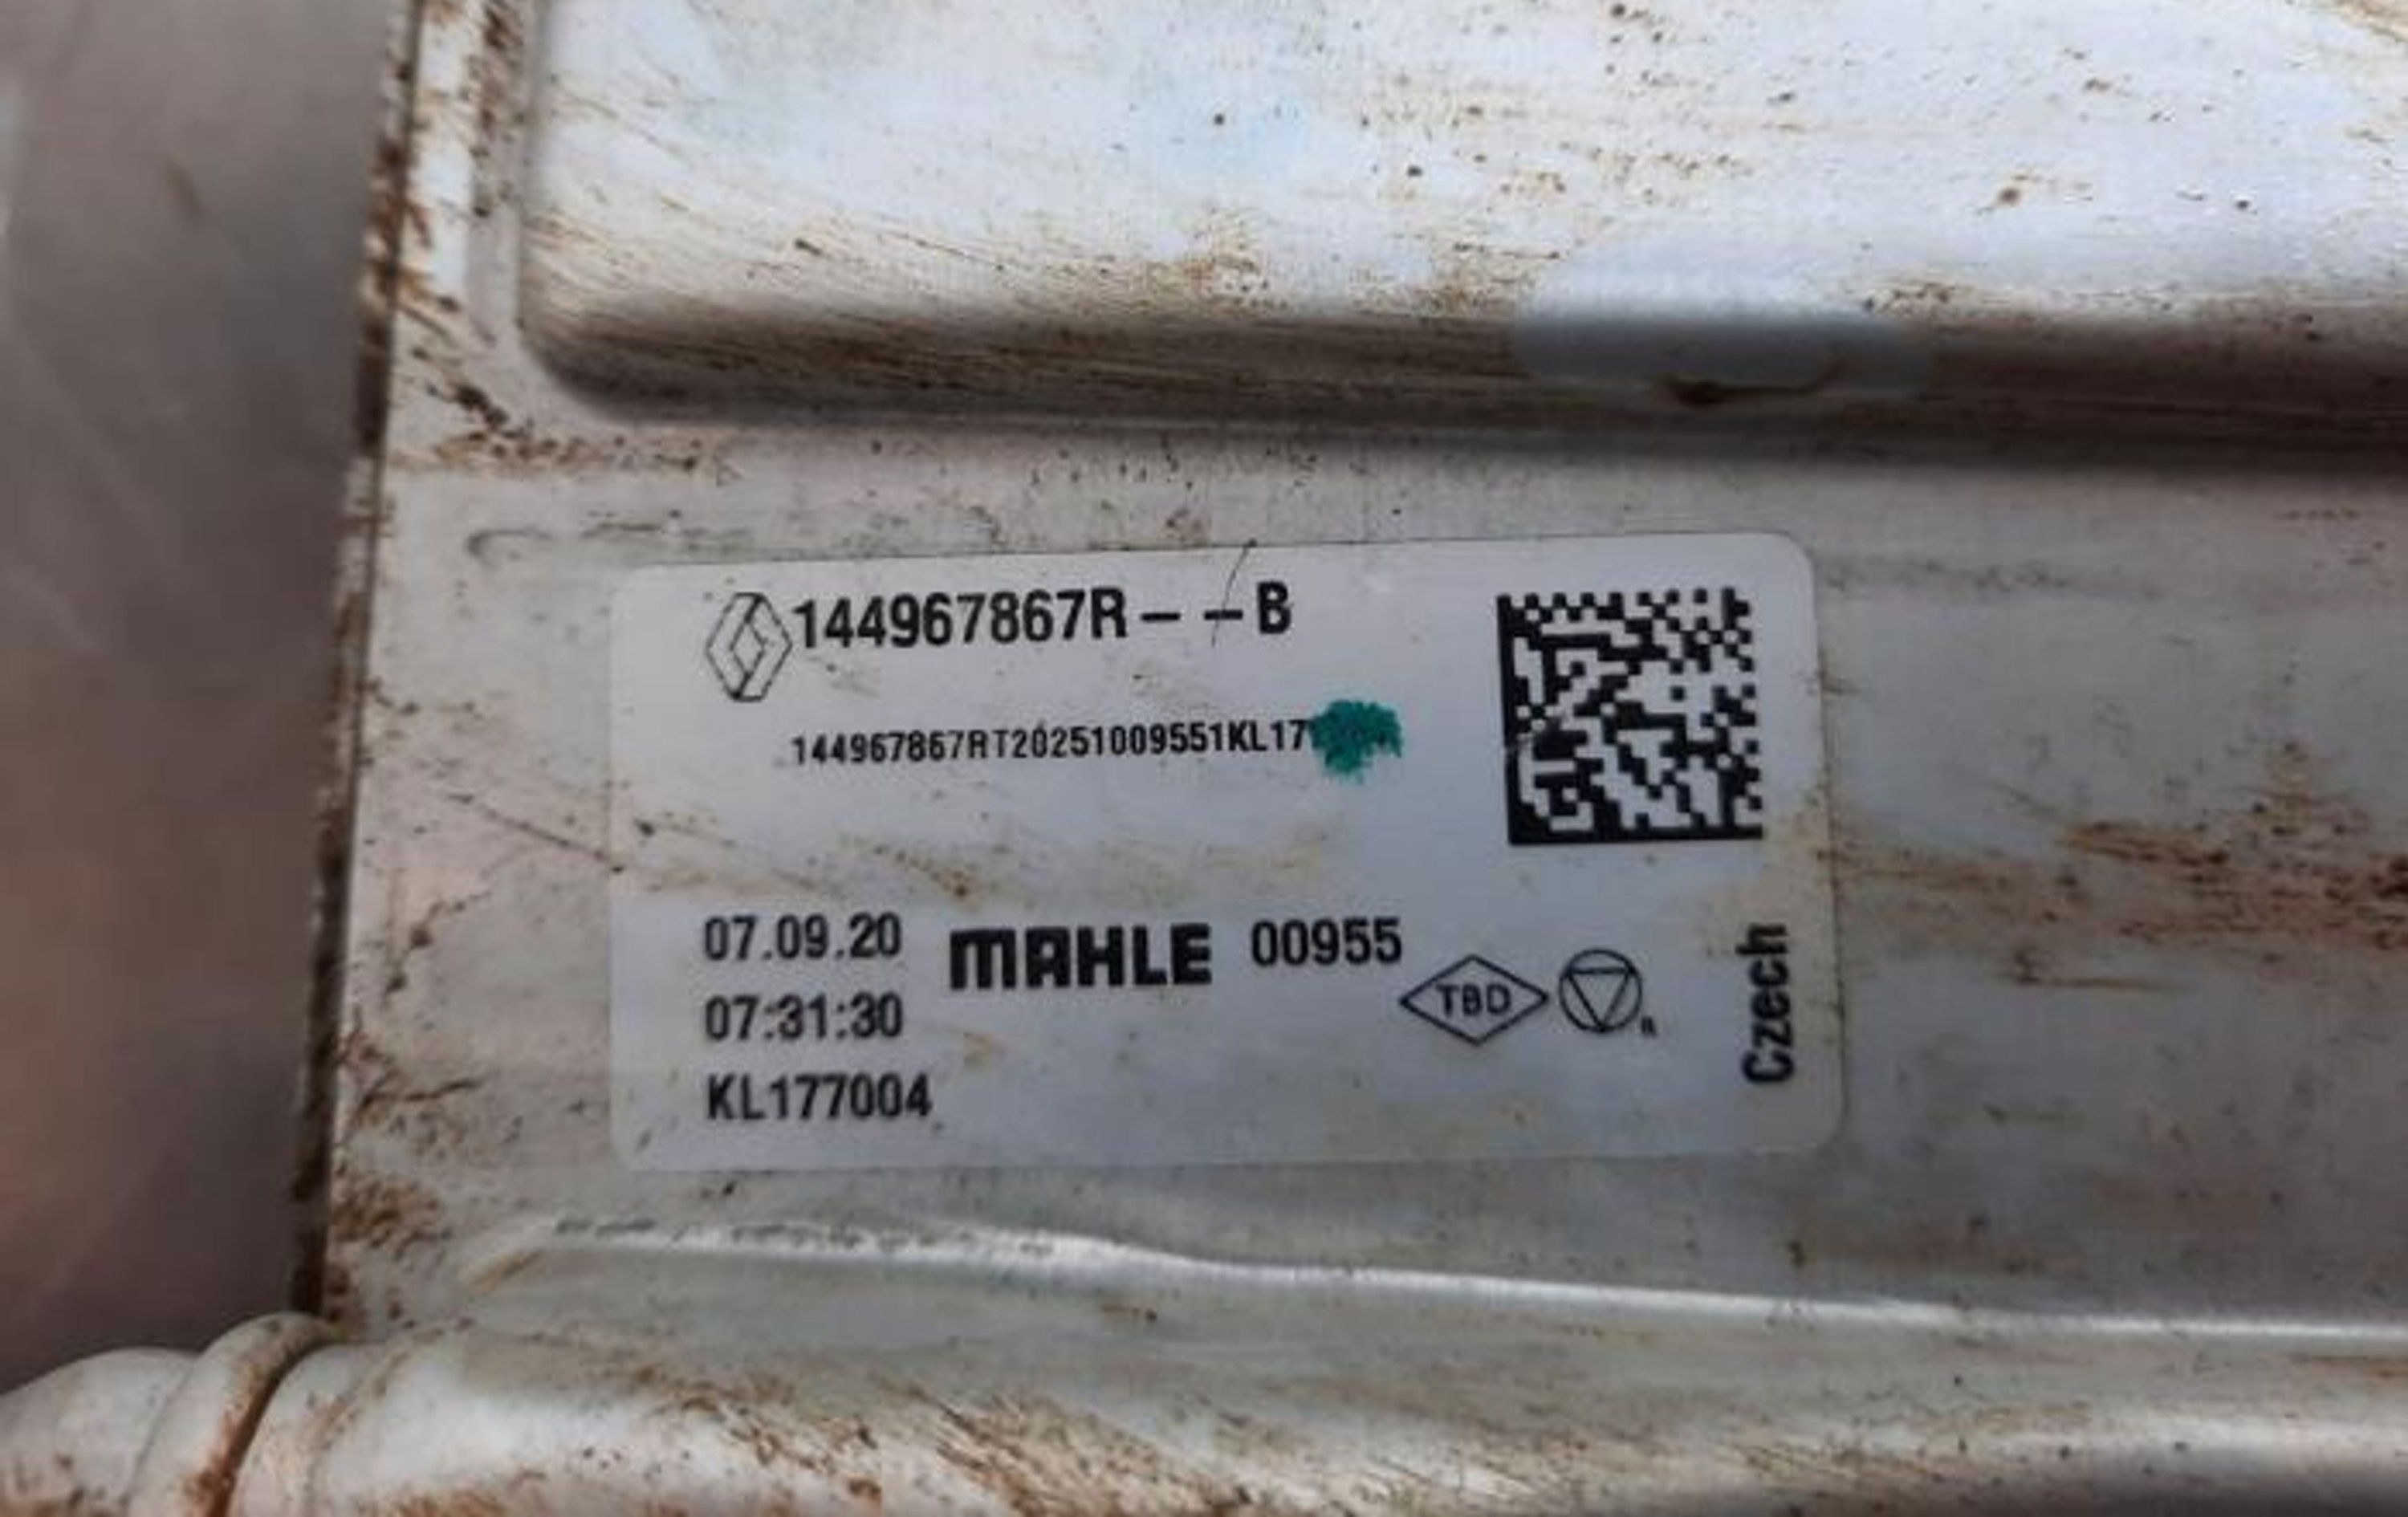 144967867R - - B
144967867RT20251009551KL17
07.09.20 MAHLE 00955
07:31:30
TBD
R
KL177004
Czech